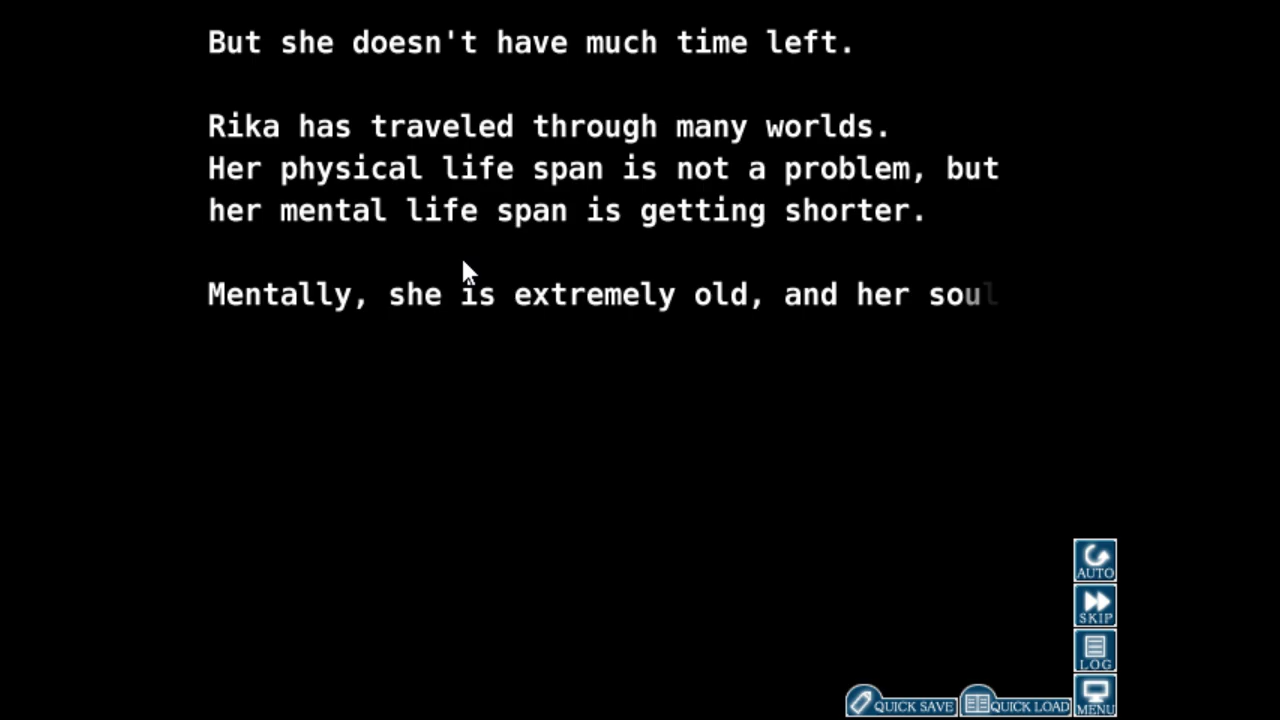 But she doesn't have much time left.
Rika has traveled through many worlds.
Her physical life span is not a problem, but
her mental life span is getting shorter.
Mentally, she is extremely old, and her soul
AUTO
SKIP
LOG
MENU
QUICK SAVE
QUICK LOAD